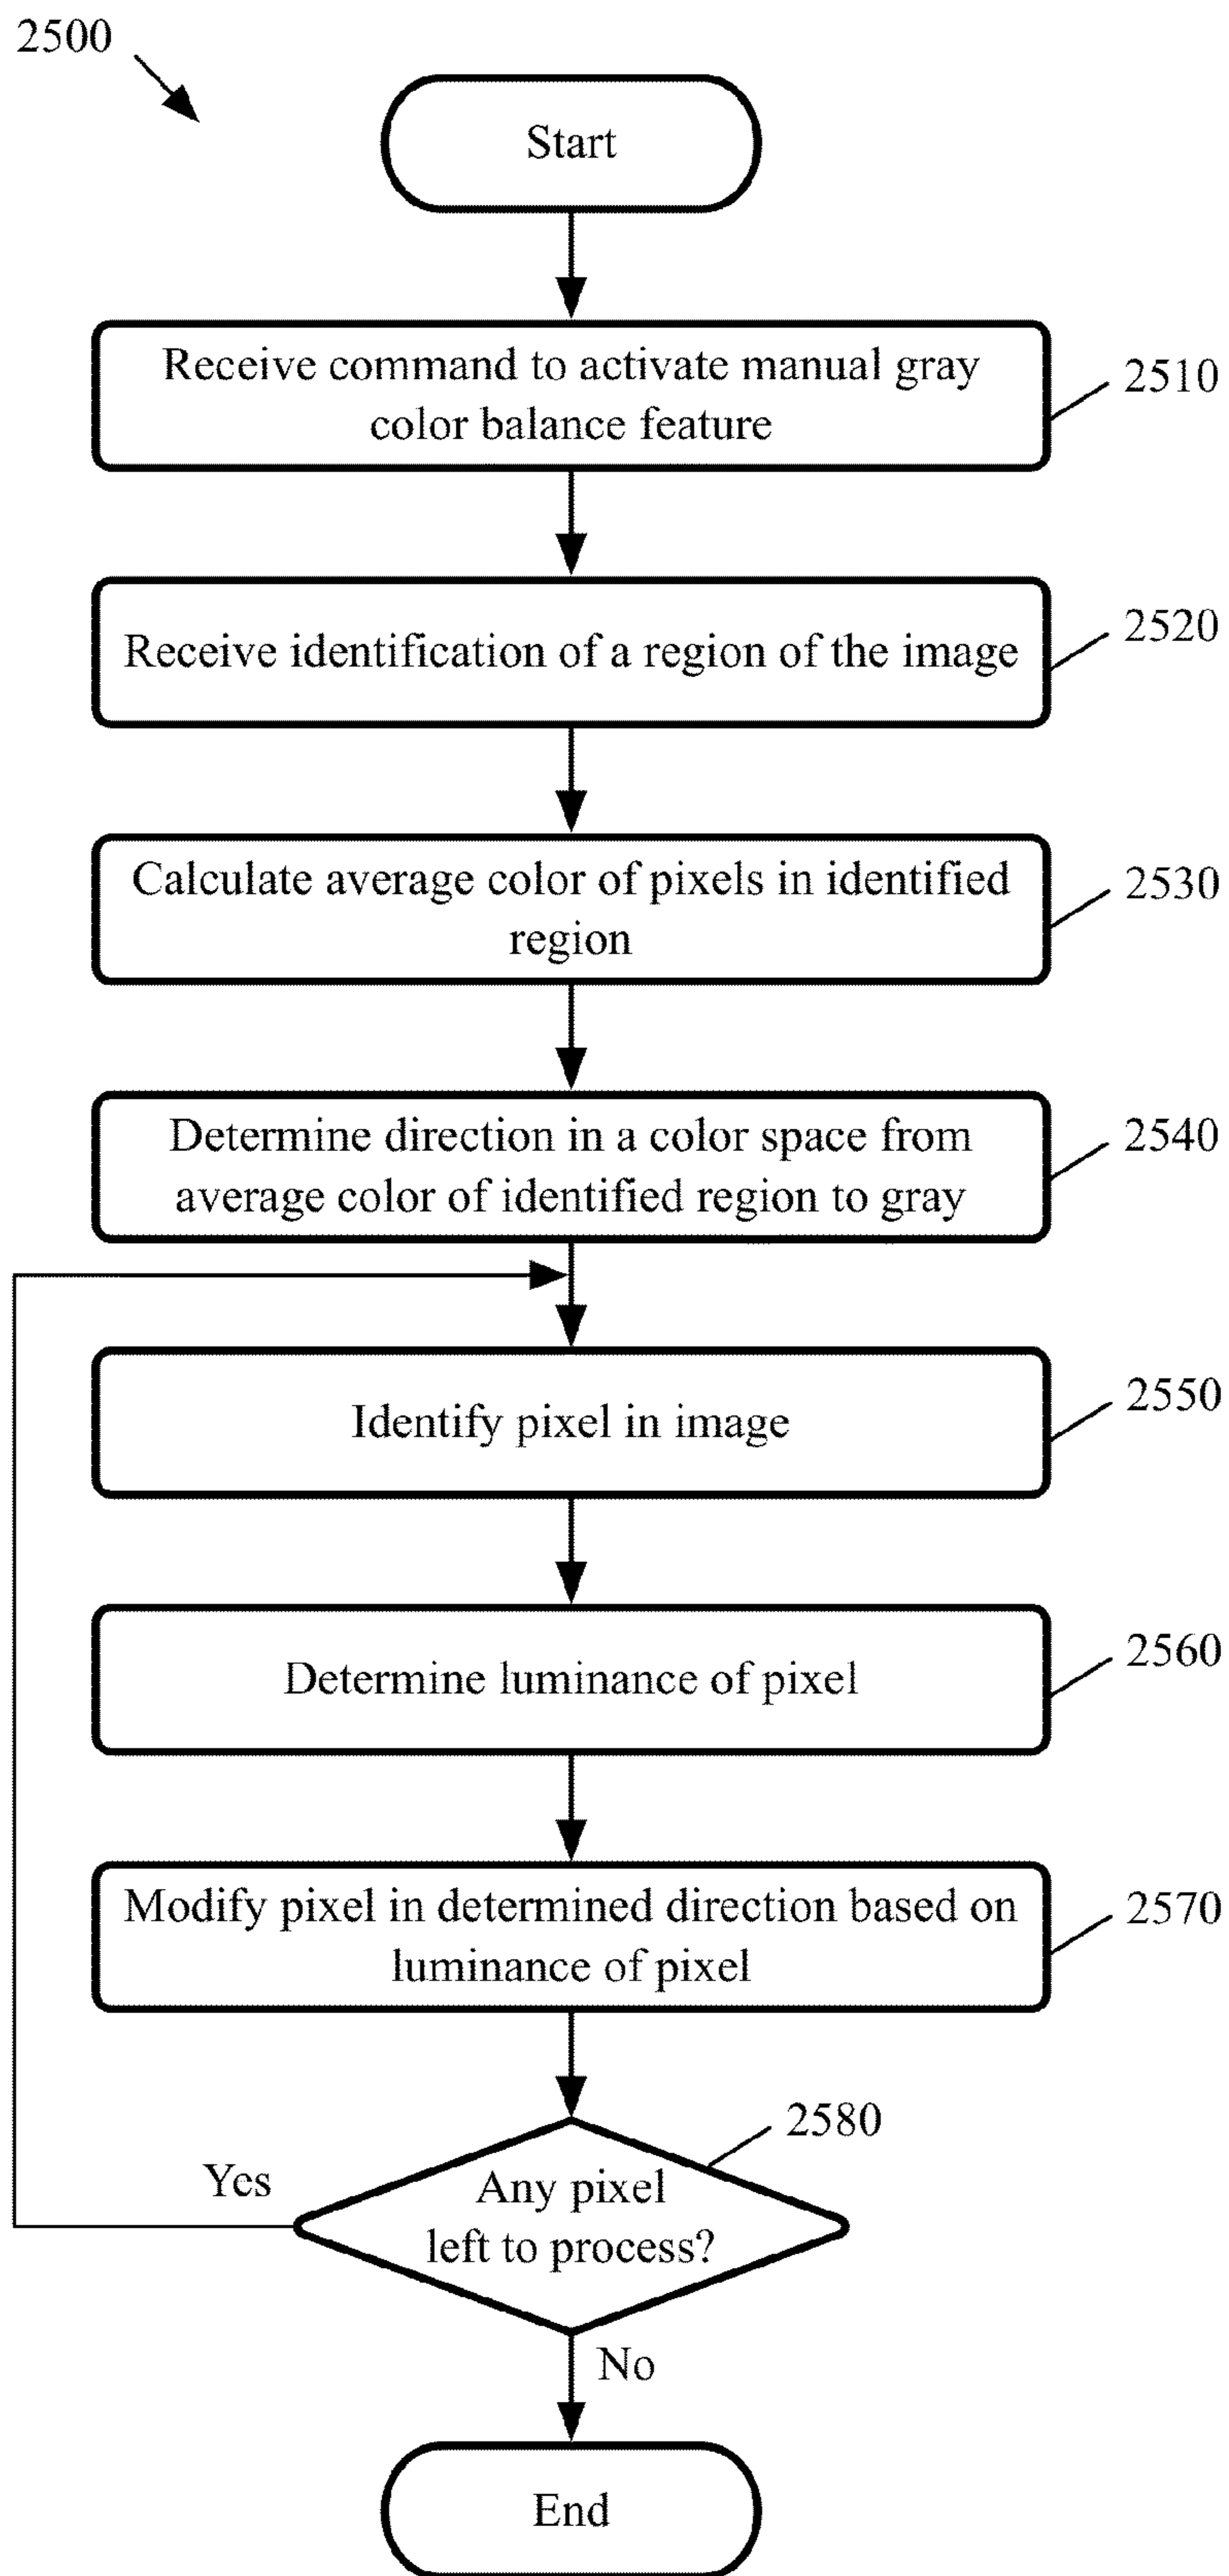 2500
Start
Receive command to activate manual gray
color balance feature
2510
Receive identification of a region of the image
2520
Calculate average color of pixels in identified
region
2530
Determine direction in a color space from
average color of identified region to gray
2540
Identify pixel in image
2550
Determine luminance of pixel
2560
Modify pixel in determined direction based on
luminance of pixel
2570
2580
Any pixel
left to process?
Yes
No
End